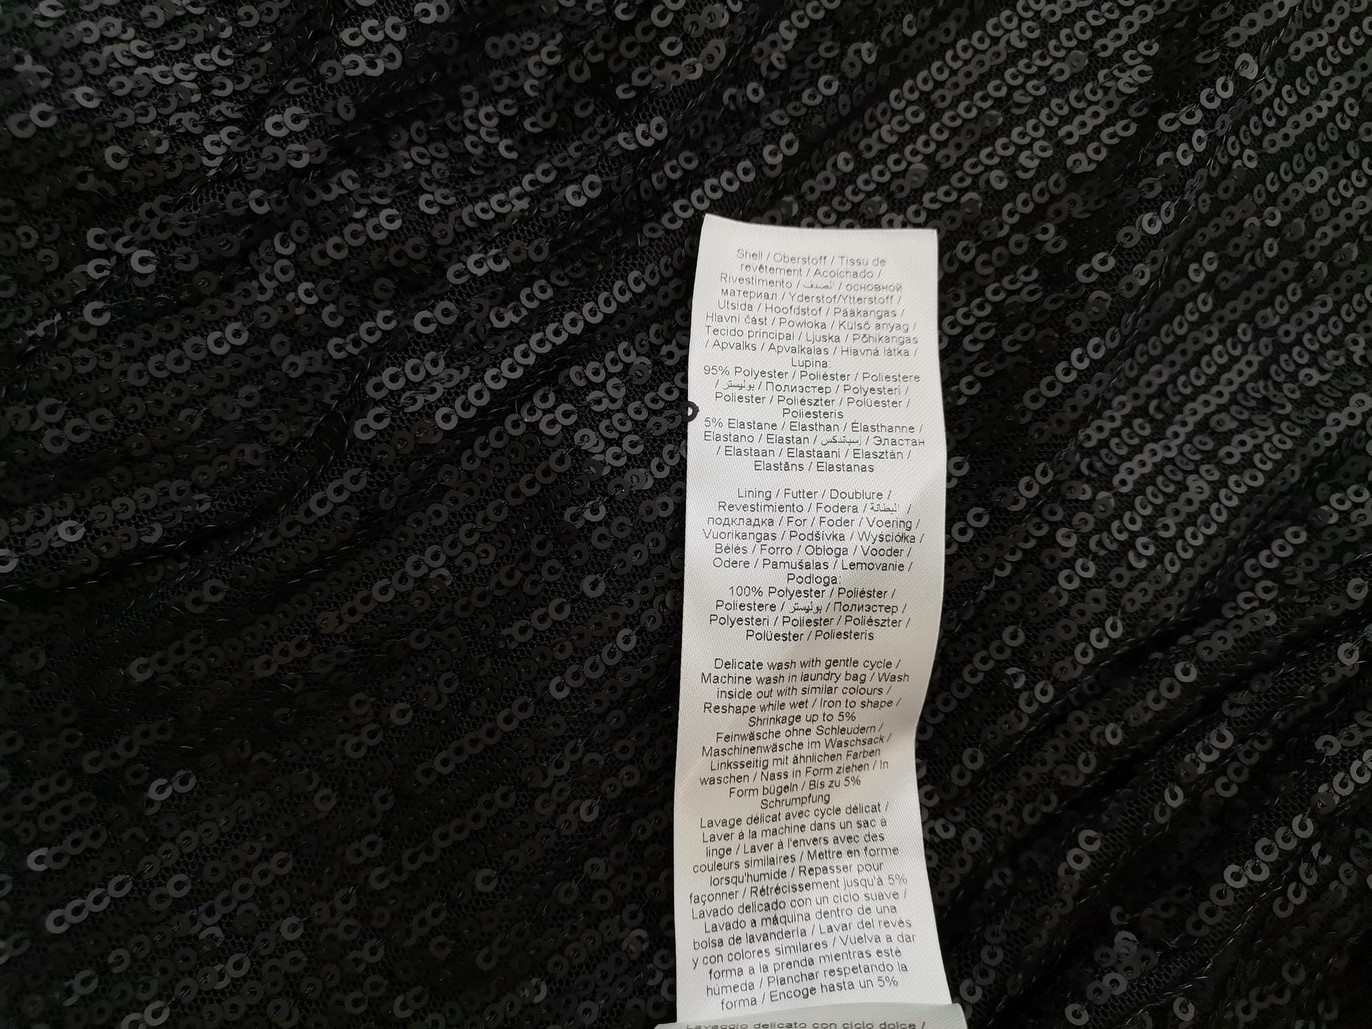 Shell / Oberstoff / Tissu de
revêtement / Acolchado /
Rivestimento / الصدف / основной
материал / Yderstof/Ytterstoff /
Utsida / Hoofdstof / Pääkangas /
Hlavní část / Powłoka / Külső anyag /
Tecido principal / Ljuska / Põhikangas
/ Apvalks / Apvalkalas / Hlavná látka /
Lupina:
95% Polyester / Poliéster / Poliestere
/ بوليستر / Полиэстер / Polyesteri /
Poliester / Poliészter / Polüester /
Poliesteris
5% Elastane / Elasthan / Élasthanne /
Elastano / Elastan / إسباندكس / Эластан
/ Elastaan / Elastaani / Elasztán /
Elastāns / Elastanas
Lining / Futter / Doublure /
Revestimiento / Fodera / البطانة /
подкладка / For / Foder / Voering /
Vuorikangas / Podšívka / Wyściółka /
Bélés / Forro / Obloga / Vooder /
Odere / Pamušalas / Lemovanie /
Podloga:
100% Polyester / Poliéster /
Poliestere / بوليستر / Полиэстер /
Polyesteri / Poliester / Poliészter /
Polüester / Poliesteris
Delicate wash with gentle cycle /
Machine wash in laundry bag / Wash
inside out with similar colours /
Reshape while wet / Iron to shape /
Shrinkage up to 5%
Feinwäsche ohne Schleudern /
Maschinenwäsche im Waschsack /
Linksseitig mit ähnlichen Farben
waschen / Nass in Form ziehen / In
Form bügeln / Bis zu 5%
Schrumpfung
Lavage délicat avec cycle délicat /
Laver à la machine dans un sac à
linge / Laver à l'envers avec des
couleurs similaires / Mettre en forme
lorsqu'humide / Repasser pour
façonner / Rétrécissement jusqu'à 5%
Lavado delicado con un ciclo suave /
Lavado a máquina dentro de una
bolsa de lavandería / Lavar del revés
y con colores similares / Vuelva a dar
forma a la prenda mientras esté
húmeda / Planchar respetando la
forma / Encoge hasta un 5%
Lavaggio delicato con ciclo dolce /